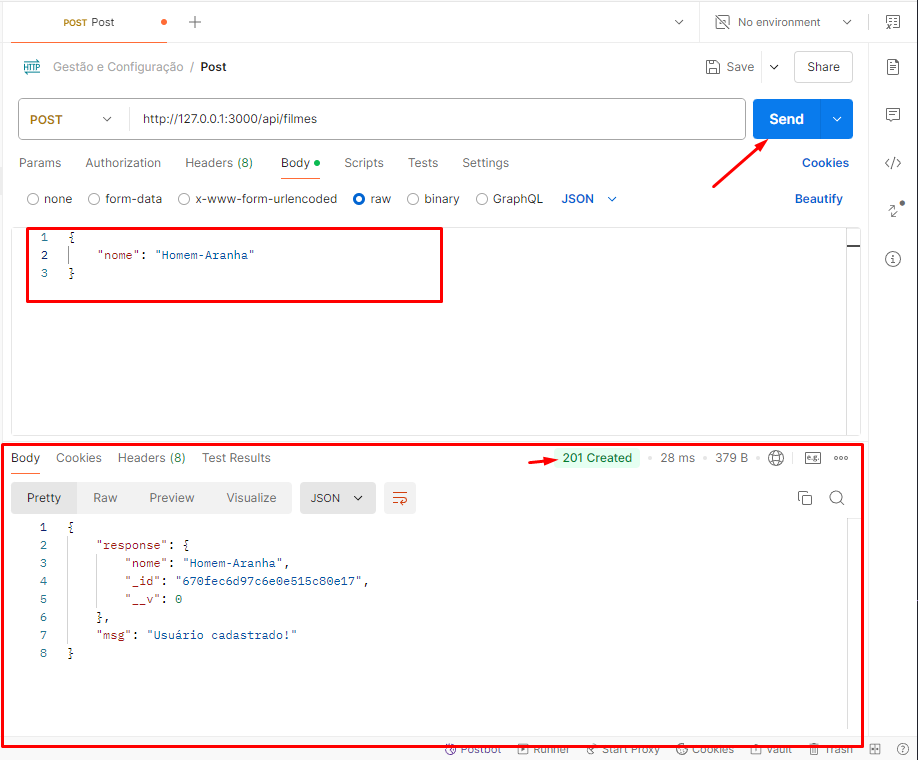 POST Post
No environment
HTTP Gestão e Configuração / Post
Save
Share
POST
http://127.0.0.1:3000/api/filmes
Send
Params Authorization Headers (8) Body Scripts Tests Settings Cookies
none form-data x-www-form-urlencoded raw binary GraphQL JSON Beautify
1 {
2 "nome": "Homem-Aranha"
3 }
Body Cookies Headers (8) Test Results 201 Created 28 ms 379 B e.g.
Pretty Raw Preview Visualize JSON
1 {
2 "response": {
3 "nome": "Homem-Aranha",
4 "_id": "670fec6d97c6e0e515c80e17",
5 "__v": 0
6 },
7 "msg": "Usuário cadastrado!"
8 }
Postbot Runner Start Proxy Cookies Vault Trash